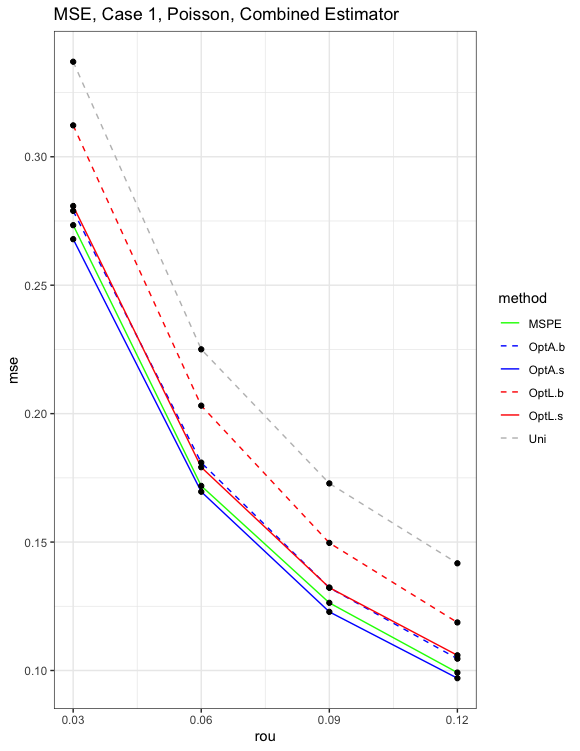 MSE, Case 1, Poisson, Combined Estimator
mse
0.30
0.25
0.20
0.15
0.10
0.03
0.06
0.09
0.12
rou
method
MSPE
OptA.b
OptA.s
OptL.b
OptL.s
Uni